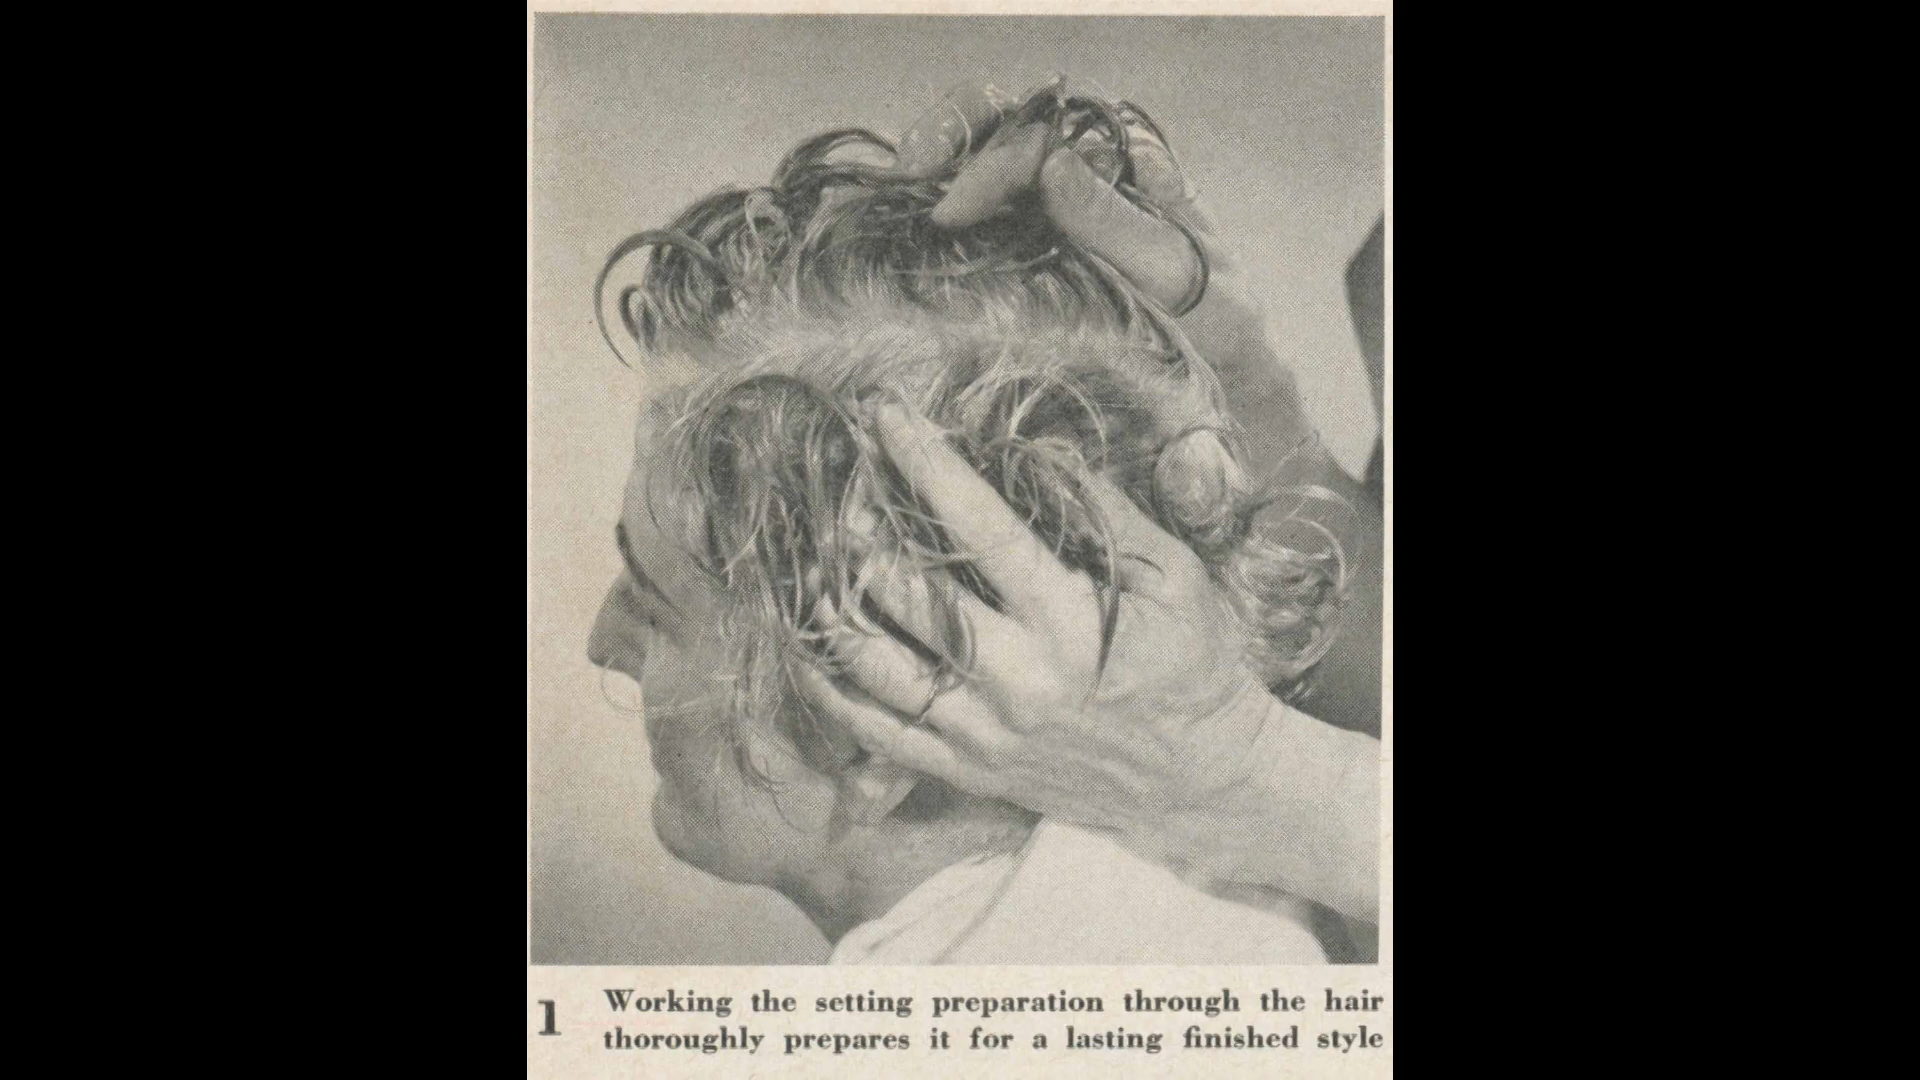 1 Working the setting preparation through the hair
thoroughly prepares it for a lasting finished style